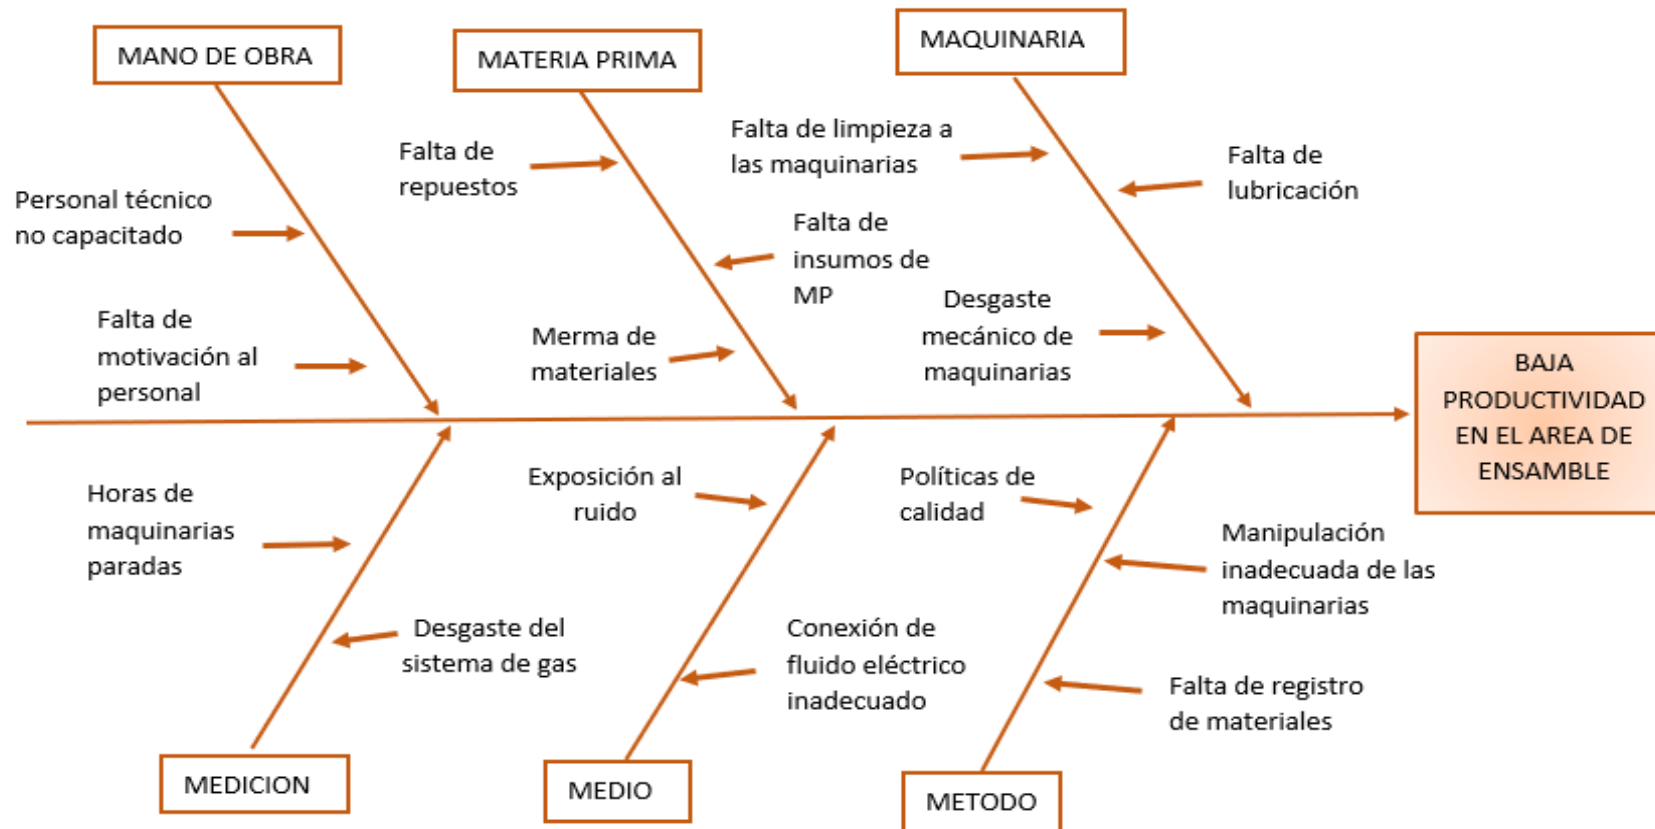 MANO DE OBRA
MATERIA PRIMA
MAQUINARIA
Personal técnico
no capacitado
Falta de
motivación al
personal
Falta de
repuestos
Falta de
insumos de
MP
Merma de
materiales
Falta de limpieza a
las maquinarias
Falta de
lubricación
Desgaste
mecánico de
maquinarias
BAJA
PRODUCTIVIDAD
EN EL AREA DE
ENSAMBLE
Horas de
maquinarias
paradas
Desgaste del
sistema de gas
Exposición al
ruido
Conexión de
fluido eléctrico
inadecuado
Políticas de
calidad
Manipulación
inadecuada de las
maquinarias
Falta de registro
de materiales
MEDICION
MEDIO
METODO